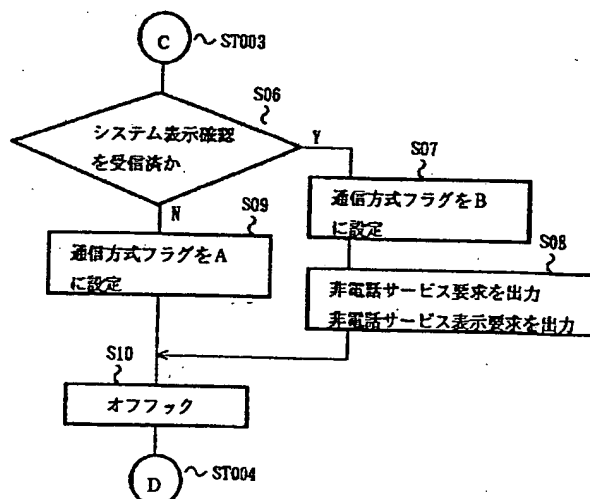 C
ST003
S06
システム表示確認
を受信済か
Y
N
S07
通信方式フラグをB
に設定
S09
通信方式フラグをA
に設定
S08
非電話サービス要求を出力
非電話サービス表示要求を出力
S10
オフフック
D
ST004